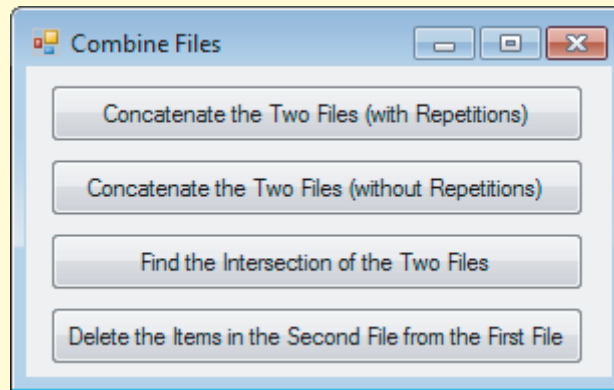 Combine Files
Concatenate the Two Files (with Repetitions)
Concatenate the Two Files (without Repetitions)
Find the Intersection of the Two Files
Delete the Items in the Second File from the First File